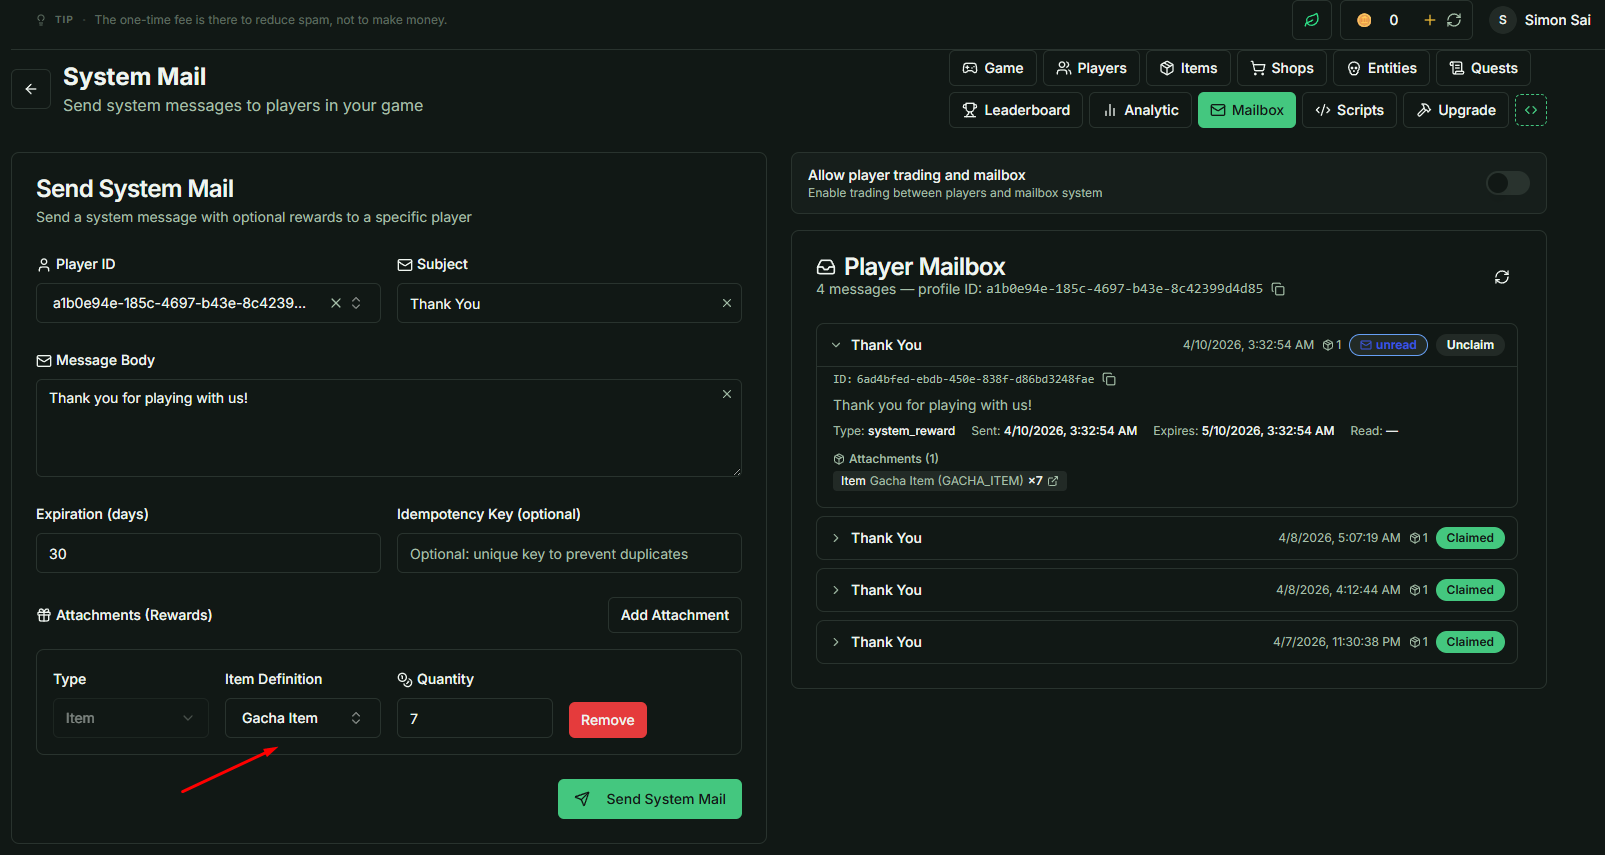 TIP · The one-time fee is there to reduce spam, not to make money.
0
S Simon Sai
System Mail
Send system messages to players in your game
Game Players Items Shops Entities Quests
Leaderboard Analytic Mailbox Scripts Upgrade
Send System Mail
Send a system message with optional rewards to a specific player
Player ID
a1b0e94e-185c-4697-b43e-8c4239...
Subject
Thank You
Message Body
Thank you for playing with us!
Expiration (days)
30
Idempotency Key (optional)
Optional: unique key to prevent duplicates
Attachments (Rewards)
Add Attachment
Type
Item
Item Definition
Gacha Item
Quantity
7
Remove
Send System Mail
Allow player trading and mailbox
Enable trading between players and mailbox system
Player Mailbox
4 messages — profile ID: a1b0e94e-185c-4697-b43e-8c42399d4d85
Thank You 4/10/2026, 3:32:54 AM 1 unread Unclaim
ID: 6ad4bfed-ebdb-450e-838f-d86bd3248fae
Thank you for playing with us!
Type: system_reward Sent: 4/10/2026, 3:32:54 AM Expires: 5/10/2026, 3:32:54 AM Read: —
Attachments (1)
Item Gacha Item (GACHA_ITEM) ×7
Thank You 4/8/2026, 5:07:19 AM 1 Claimed
Thank You 4/8/2026, 4:12:44 AM 1 Claimed
Thank You 4/7/2026, 11:30:38 PM 1 Claimed